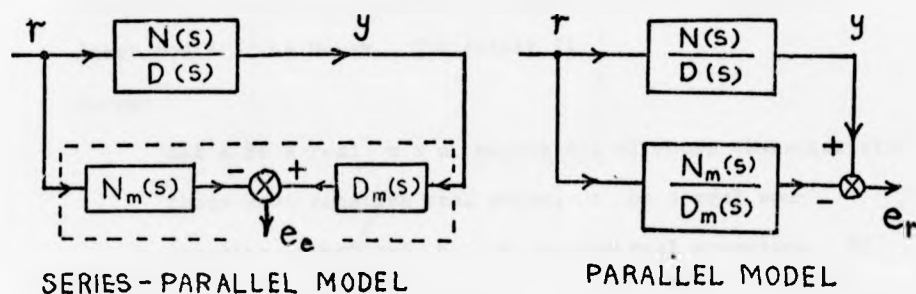 r
N(S)
D(S)
y
N_m(S)
-
+
D_m(S)
e_e
SERIES-PARALLEL MODEL
r
N(S)
D(S)
N_m(S)
D_m(S)
+
-
e_r
PARALLEL MODEL